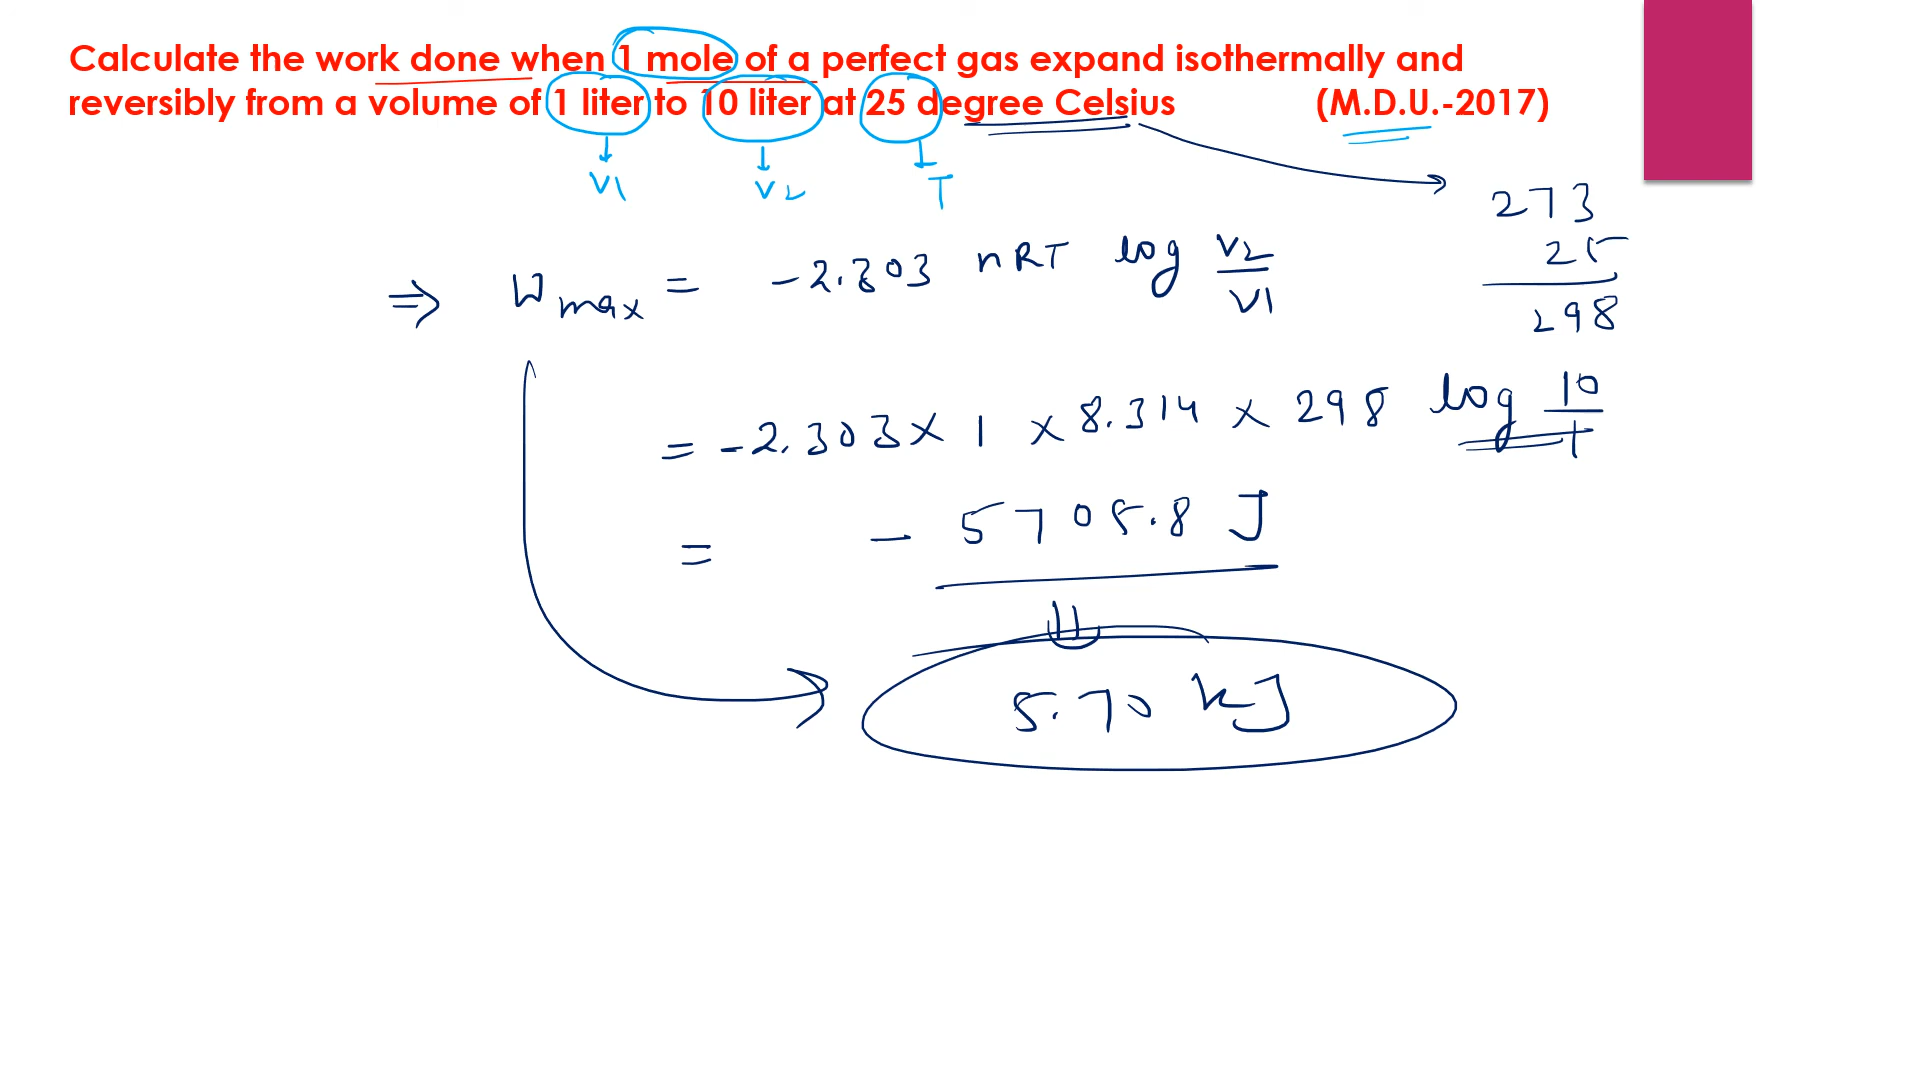 Calculate the work done when 1 mole of a perfect gas expand isothermally and
reversibly from a volume of 1 liter to 10 liter at 25 degree Celsius (M.D.U.-2017)
V1 V2 T
273
25
298
⇒ Wmax = -2.303 nRT log V2/V1
= -2.303 × 1 × 8.314 × 298 log 10/1
= - 5705.8 J
5.70 kJ